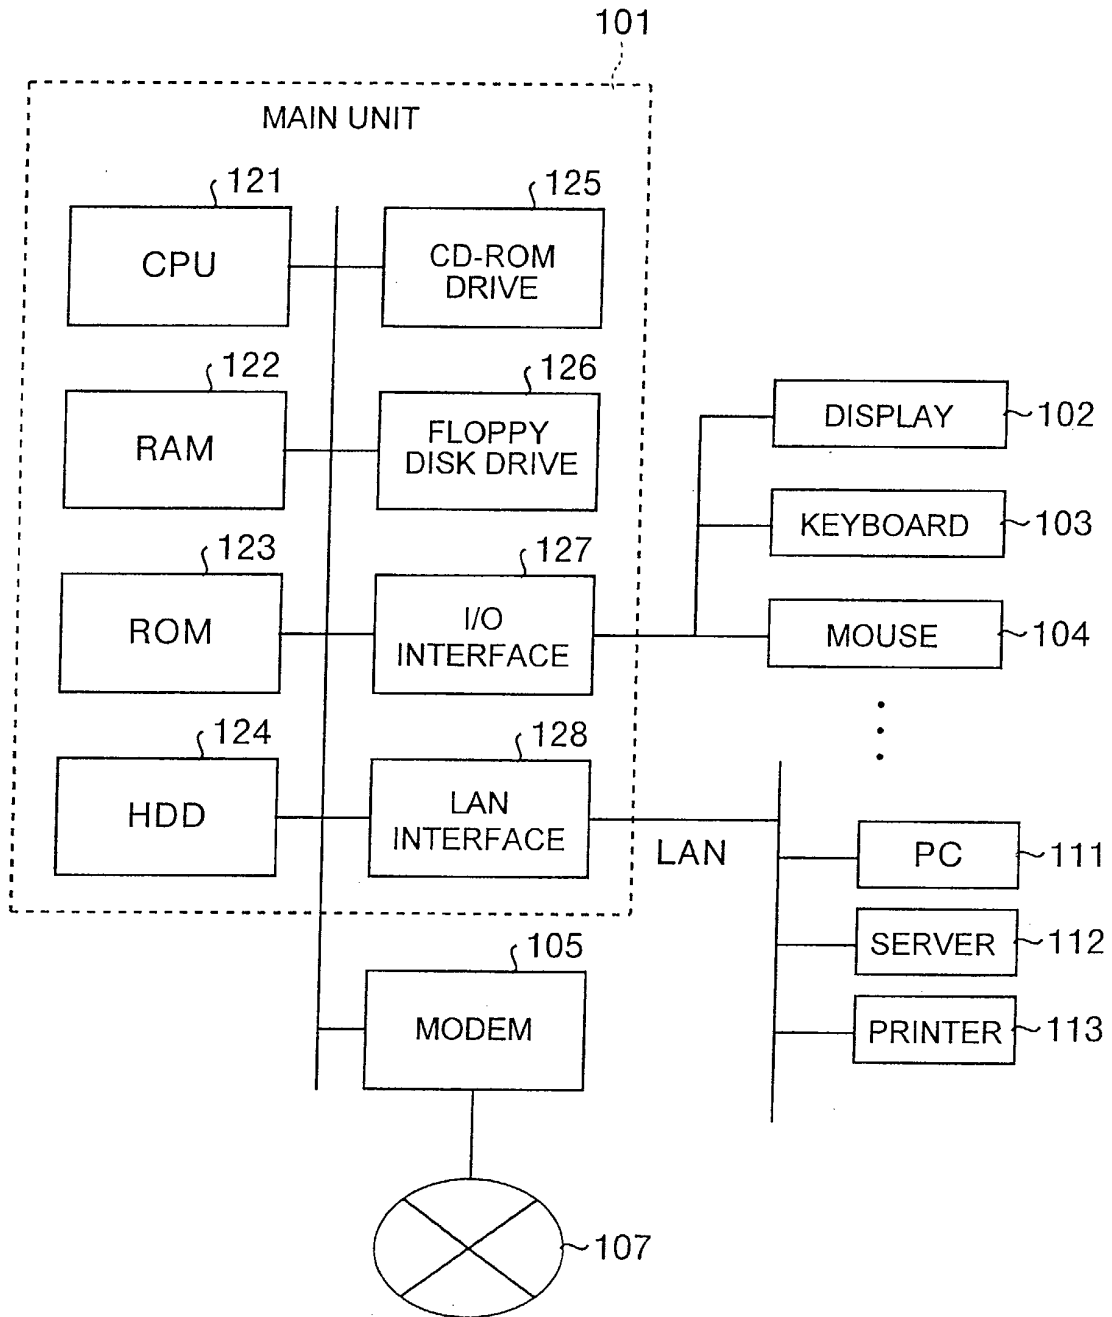 101
MAIN UNIT
121
CPU
125
CD-ROM
DRIVE
122
RAM
126
FLOPPY
DISK DRIVE
123
ROM
127
I/O
INTERFACE
124
HDD
128
LAN
INTERFACE
DISPLAY
102
KEYBOARD
103
MOUSE
104
LAN
PC
111
SERVER
112
PRINTER
113
105
MODEM
107